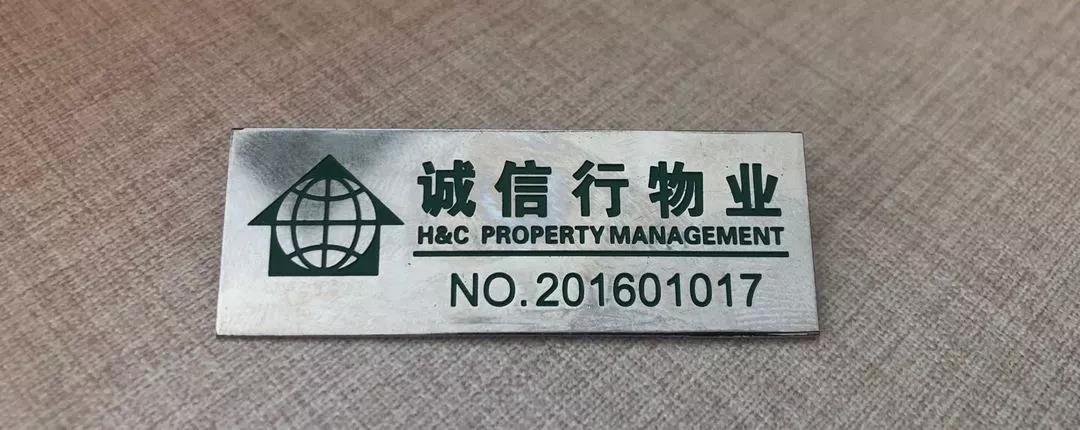 诚信行物业
H&C PROPERTY MANAGEMENT
NO.201601017